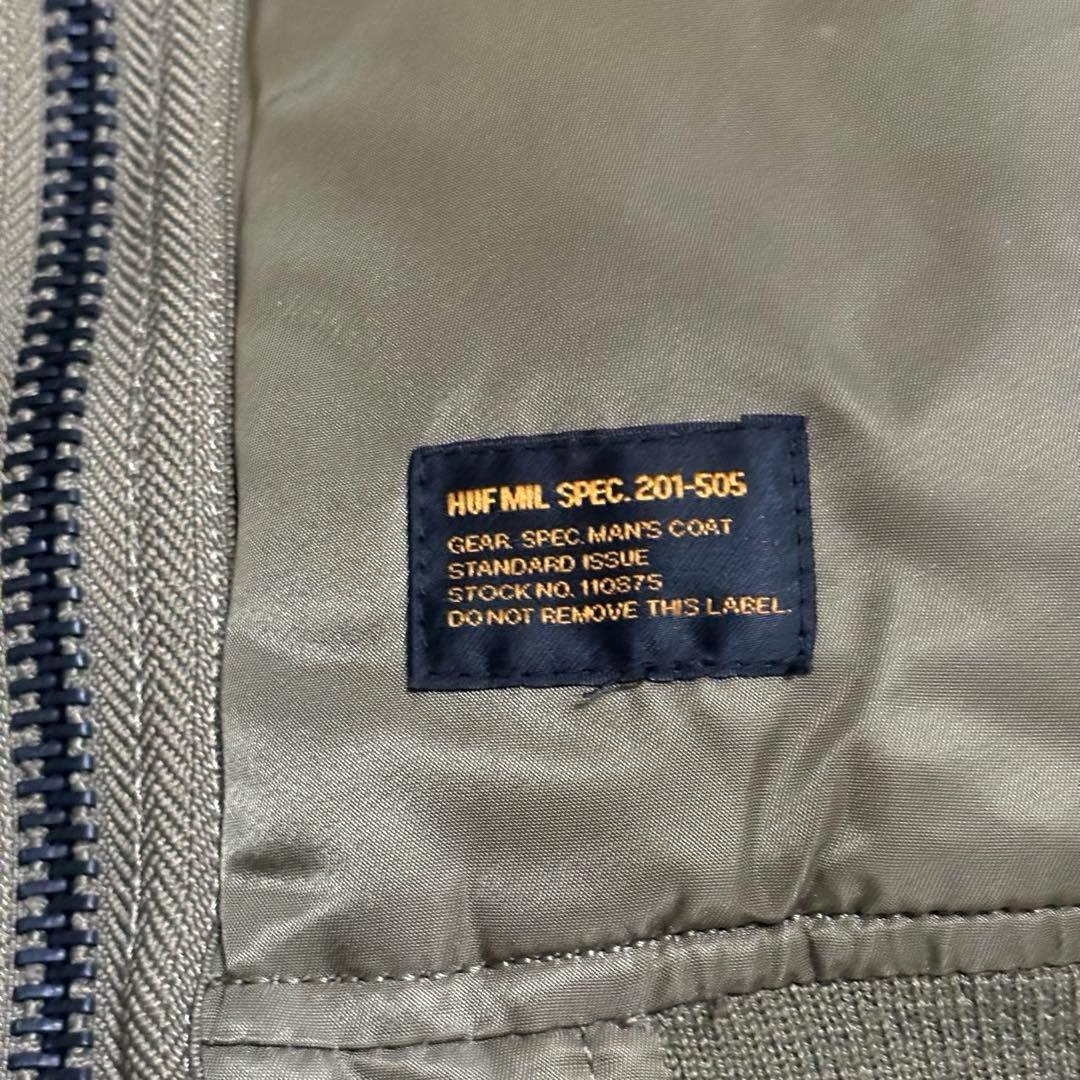 HUF MIL SPEC. 201-505
GEAR. SPEC. MAN'S COAT
STANDARD ISSUE
STOCK NO. 110875
DO NOT REMOVE THIS LABEL.